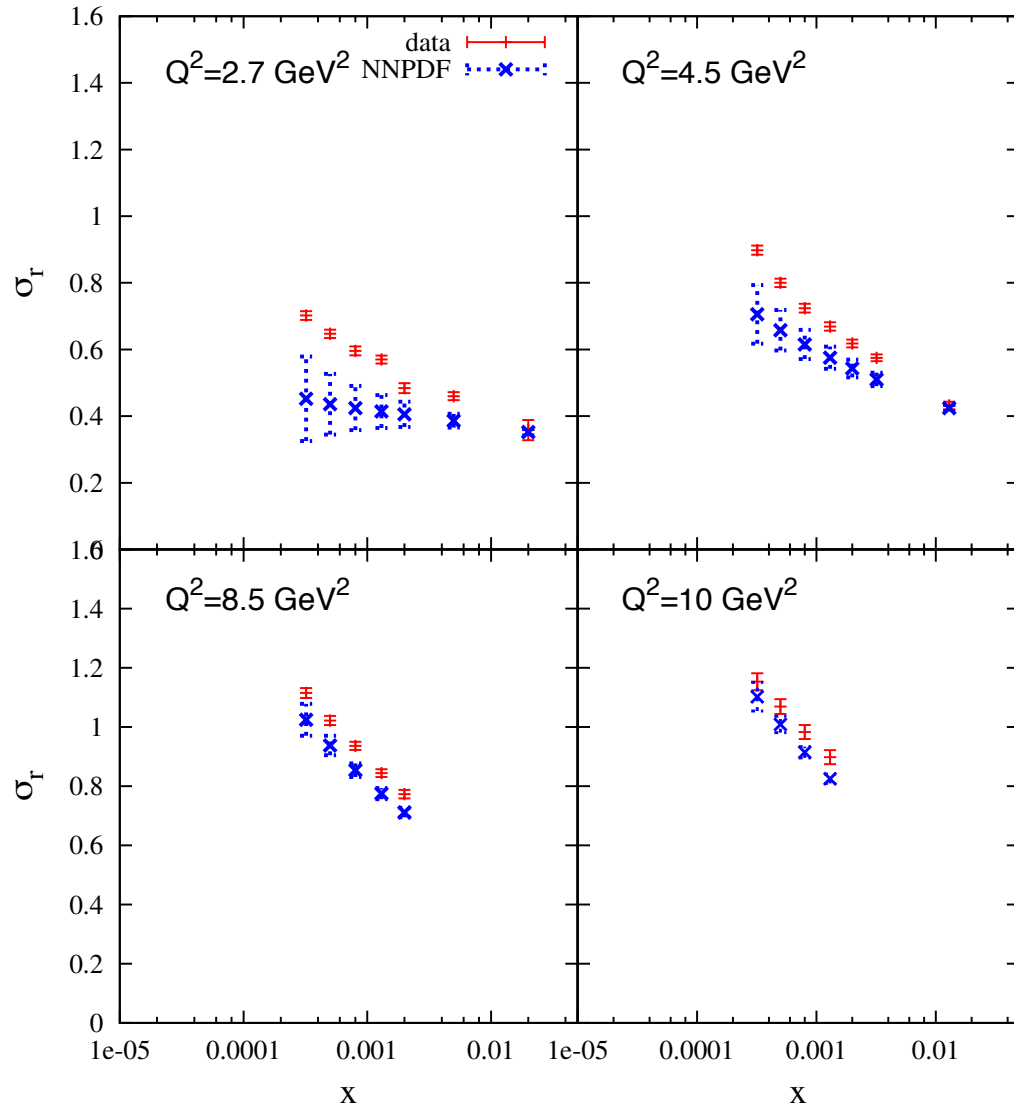 data
NNPDF
Q²=2.7 GeV²
Q²=4.5 GeV²
1.6
1.4
1.2
1
0.8
0.6
0.4
0.2
0
σr
Q²=8.5 GeV²
Q²=10 GeV²
1.6
1.4
1.2
1
0.8
0.6
0.4
0.2
0
σr
1e-05 0.0001 0.001 0.01 1e-05 0.0001 0.001 0.01
x x